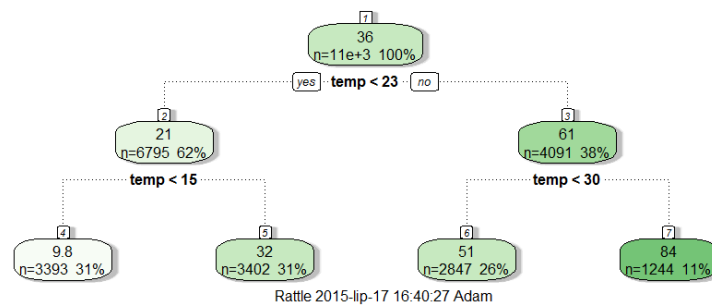 1
36
n=11e+3 100%
yes temp < 23 no
2 3
21 61
n=6795 62% n=4091 38%
temp < 15 temp < 30
4 5 6 7
9.8 32 51 84
n=3393 31% n=3402 31% n=2847 26% n=1244 11%
Rattle 2015-lip-17 16:40:27 Adam